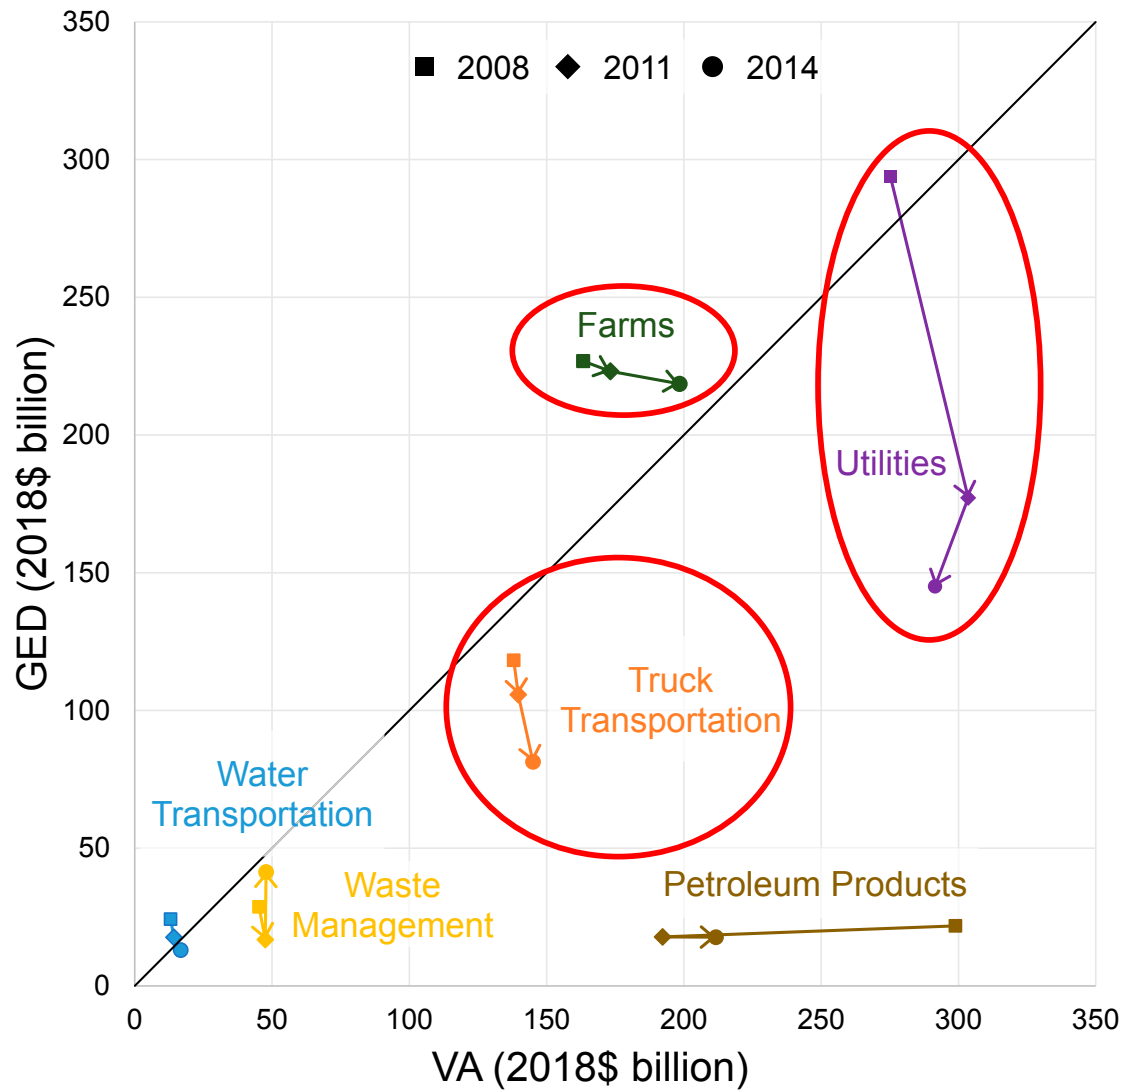 350
300
250
200
150
100
50
0
GED (2018$ billion)
2008 2011 2014
Farms
Utilities
Truck
Transportation
Water
Transportation
Waste
Management
Petroleum Products
0 50 100 150 200 250 300 350
VA (2018$ billion)